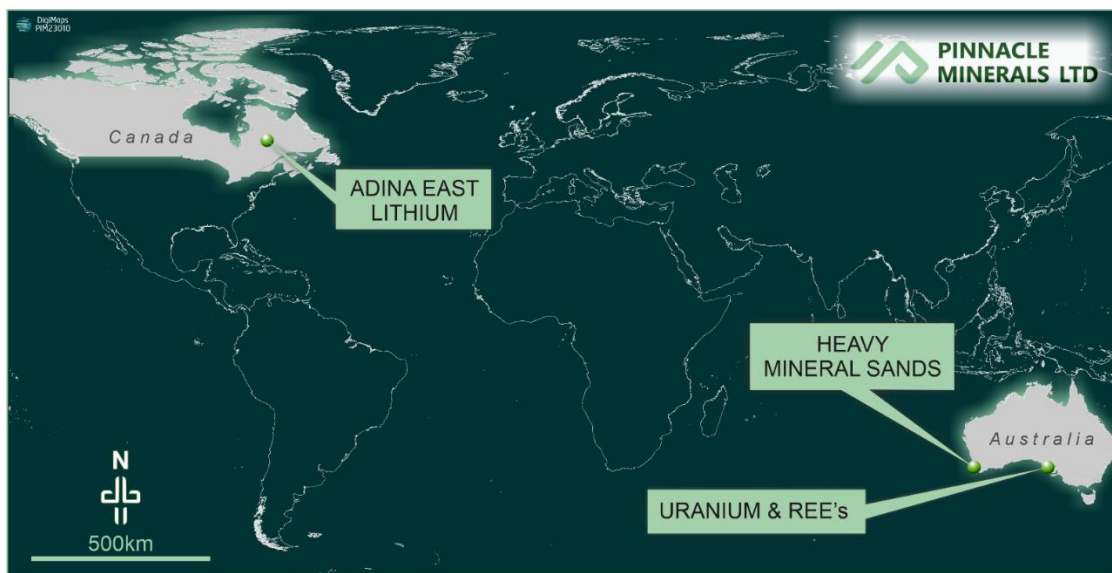 DigiMaps
PIM23010
PINNACLE
MINERALS LTD
Canada
ADINA EAST
LITHIUM
HEAVY
MINERAL SANDS
Australia
URANIUM & REE's
N
500km